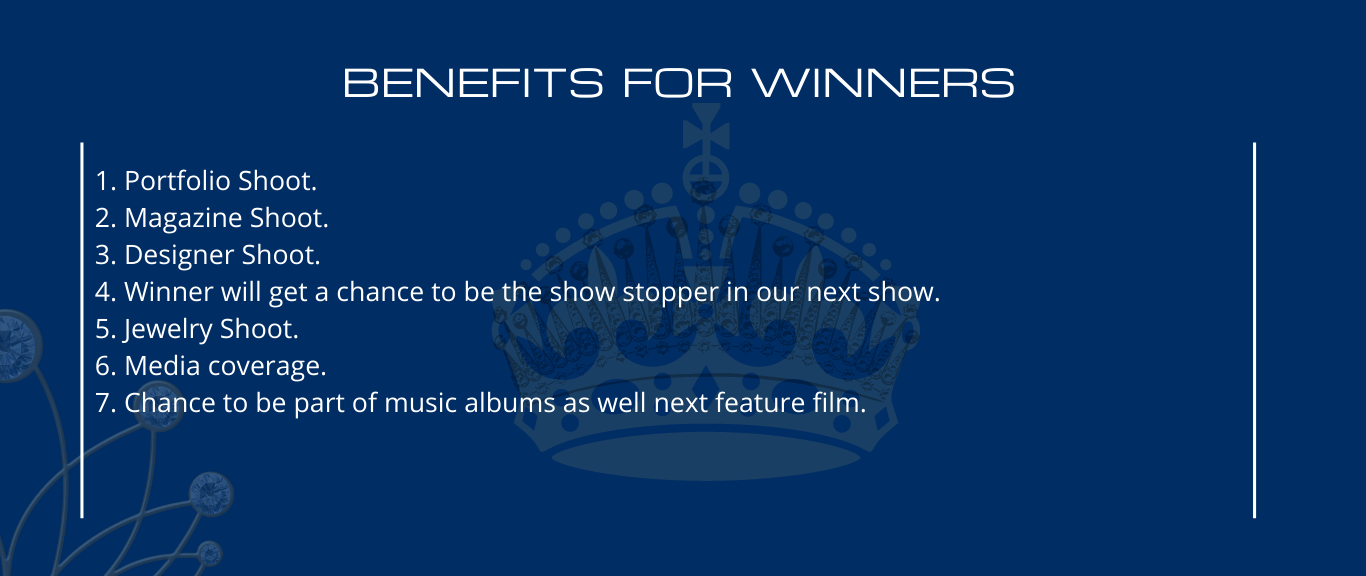 BENEFITS FOR WINNERS
1. Portfolio Shoot.
2. Magazine Shoot.
3. Designer Shoot.
4. Winner will get a chance to be the show stopper in our next show.
5. Jewelry Shoot.
6. Media coverage.
7. Chance to be part of music albums as well next feature film.